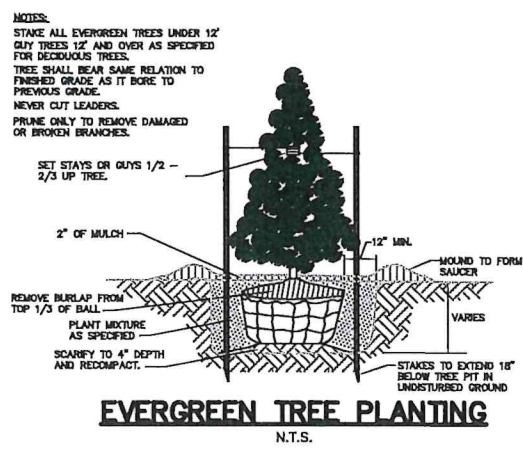 NOTES:
STAKE ALL EVERGREEN TREES UNDER 12'
GUY TREES 12' AND OVER AS SPECIFIED
FOR DECIDUOUS TREES.
TREE SHALL BEAR SAME RELATION TO
FINISHED GRADE AS IT BORE TO
PREVIOUS GRADE.
NEVER CUT LEADERS.
PRUNE ONLY TO REMOVE DAMAGED
OR BROKEN BRANCHES.
SET STAYS OR GUYS 1/2 -
2/3 UP TREE.
2" OF MULCH
12" MIN.
MOUND TO FORM
SAUCER
REMOVE BURLAP FROM
TOP 1/3 OF BALL
VARIES
PLANT MIXTURE
AS SPECIFIED
SCARIFY TO 4" DEPTH
AND RECOMPACT.
STAKES TO EXTEND 18"
BELOW TREE PIT IN
UNDISTURBED GROUND
EVERGREEN TREE PLANTING
N.T.S.